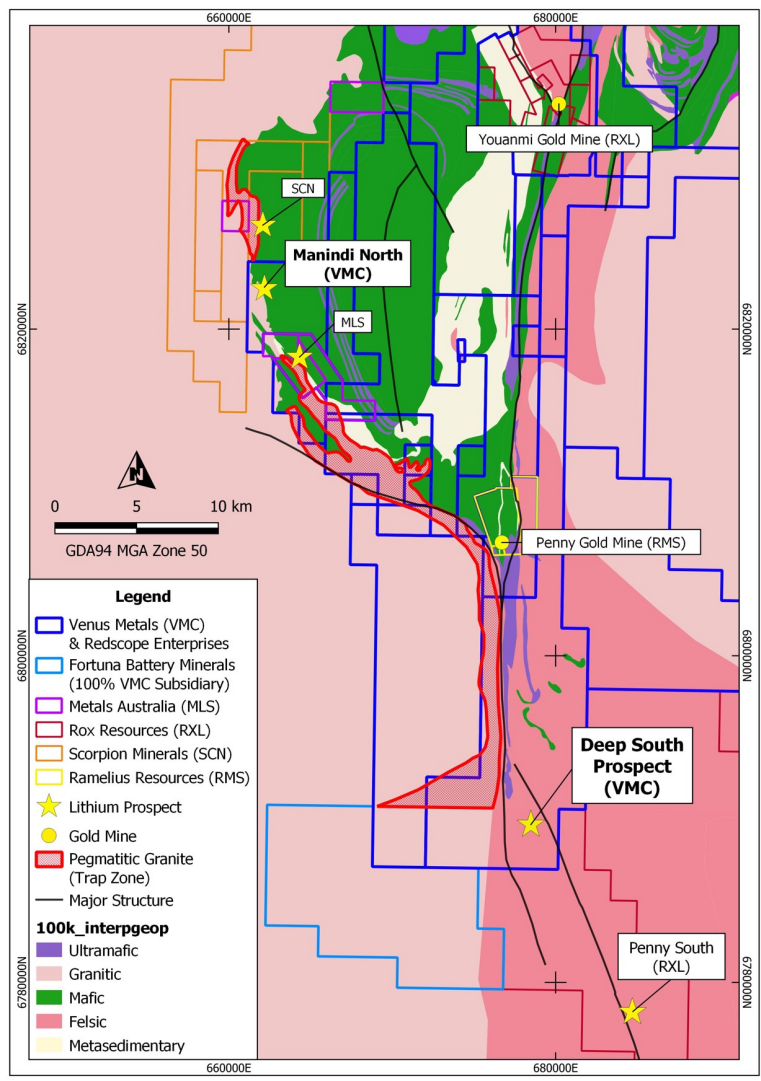 660000E
680000E
Youanmi Gold Mine (RXL)
SCN
Manindi North
(VMC)
MLS
6820000N
6820000N
N
0
5
10 km
GDA94 MGA Zone 50
Penny Gold Mine (RMS)
Legend
Venus Metals (VMC)
& Redscope Enterprises
Fortuna Battery Minerals
(100% VMC Subsidiary)
Metals Australia (MLS)
Rox Resources (RXL)
Scorpion Minerals (SCN)
Ramelius Resources (RMS)
Lithium Prospect
Gold Mine
Pegmatitic Granite
(Trap Zone)
Major Structure
100k_interpgeop
Ultramafic
Granitic
Mafic
Felsic
Metasedimentary
6800000N
6800000N
Deep South
Prospect
(VMC)
Penny South
(RXL)
6780000N
6780000N
660000E
680000E